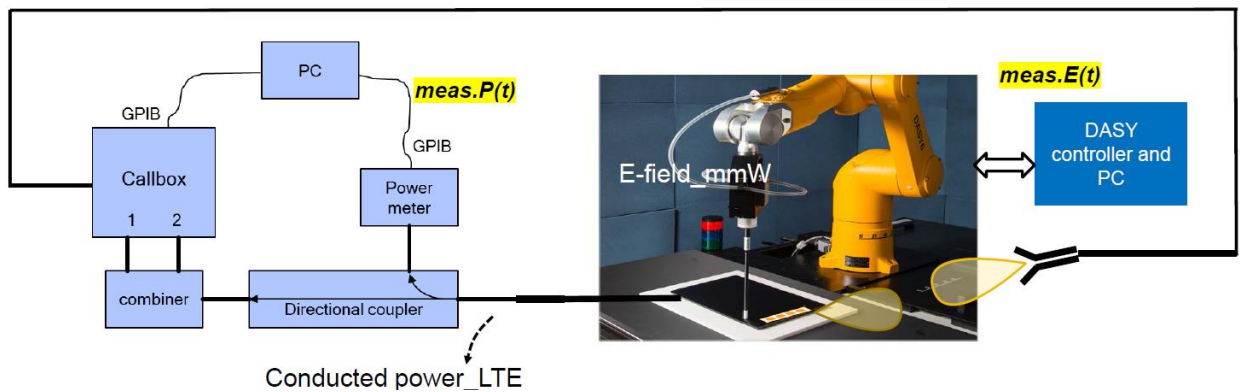 PC
meas.P(t)
meas.E(t)
GPIB
GPIB
Callbox
1 2
Power
meter
combiner
Directional coupler
Conducted power_LTE
E-field_mmW
DASY6
DASY
controller and
PC